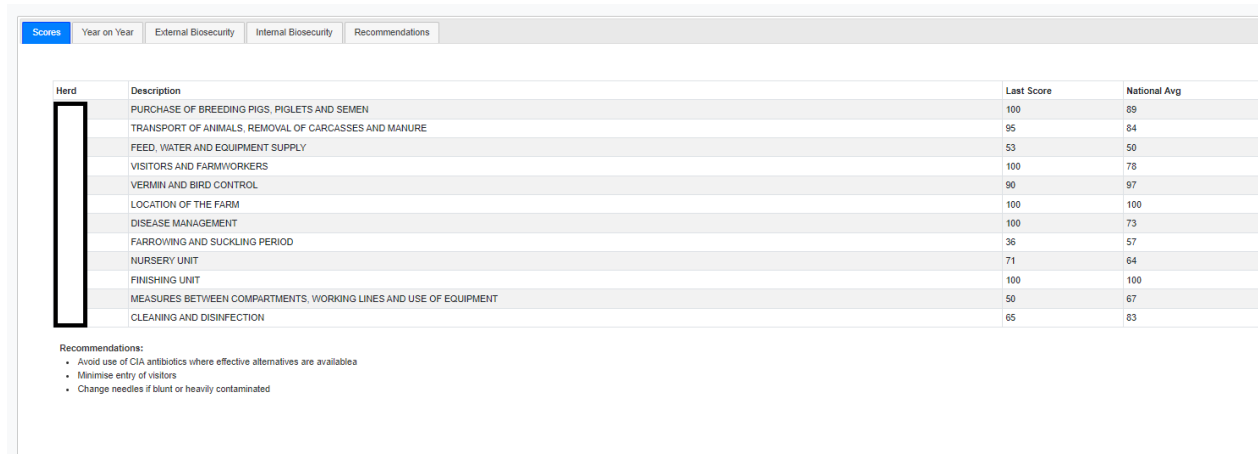 Scores Year on Year External Biosecurity Internal Biosecurity Recommendations
Herd Description Last Score National Avg
PURCHASE OF BREEDING PIGS, PIGLETS AND SEMEN 100 89
TRANSPORT OF ANIMALS, REMOVAL OF CARCASSES AND MANURE 95 84
FEED, WATER AND EQUIPMENT SUPPLY 53 50
VISITORS AND FARMWORKERS 100 78
VERMIN AND BIRD CONTROL 90 97
LOCATION OF THE FARM 100 100
DISEASE MANAGEMENT 100 73
FARROWING AND SUCKLING PERIOD 36 57
NURSERY UNIT 71 64
FINISHING UNIT 100 100
MEASURES BETWEEN COMPARTMENTS, WORKING LINES AND USE OF EQUIPMENT 50 67
CLEANING AND DISINFECTION 65 83
Recommendations:
• Avoid use of CIA antibiotics where effective alternatives are availablea
• Minimise entry of visitors
• Change needles if blunt or heavily contaminated